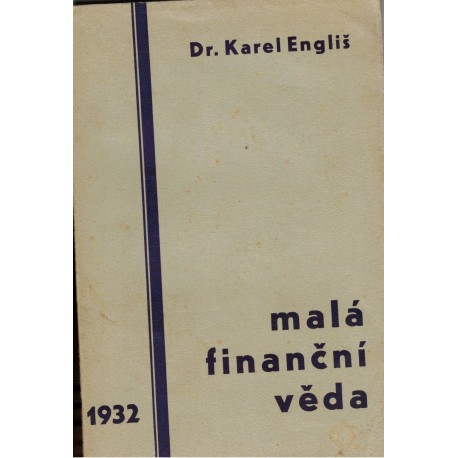 Dr. Karel Engliš
malá
finanční
věda
1932